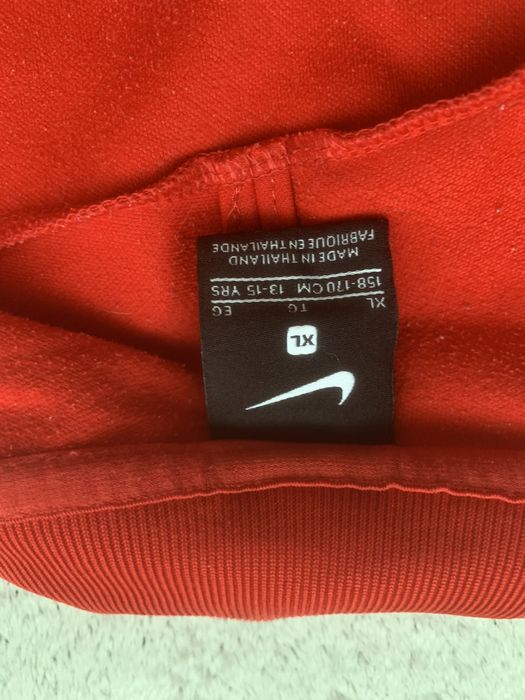 XL
XL TG EG
158-170 CM 13-15 YRS
MADE IN THAILAND
FABRIQUE EN THAILANDE